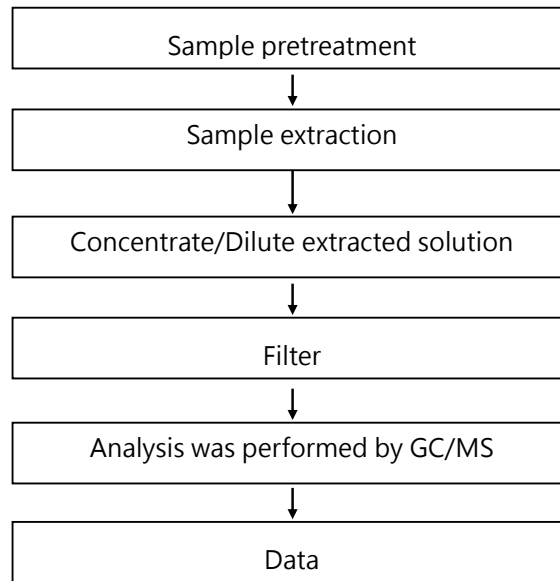 Sample pretreatment
Sample extraction
Concentrate/Dilute extracted solution
Filter
Analysis was performed by GC/MS
Data